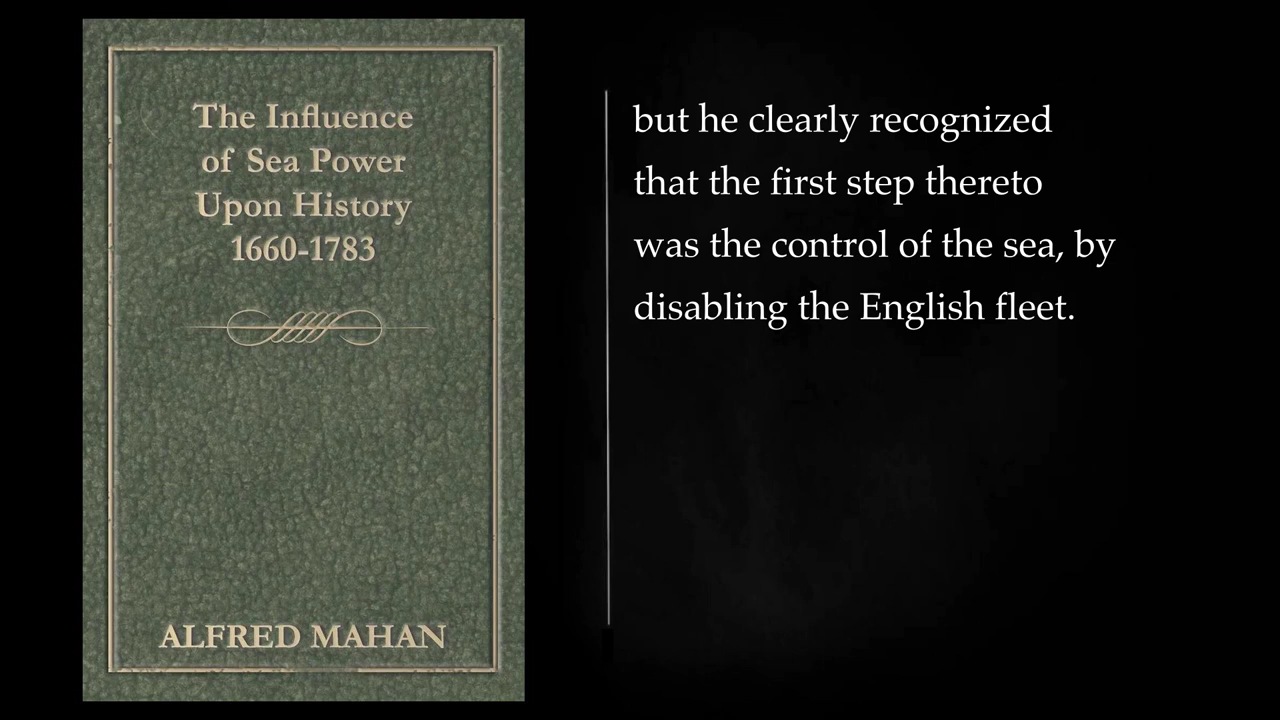 The Influence
of Sea Power
Upon History
1660-1783
ALFRED MAHAN
but he clearly recognized
that the first step thereto
was the control of the sea, by
disabling the English fleet.